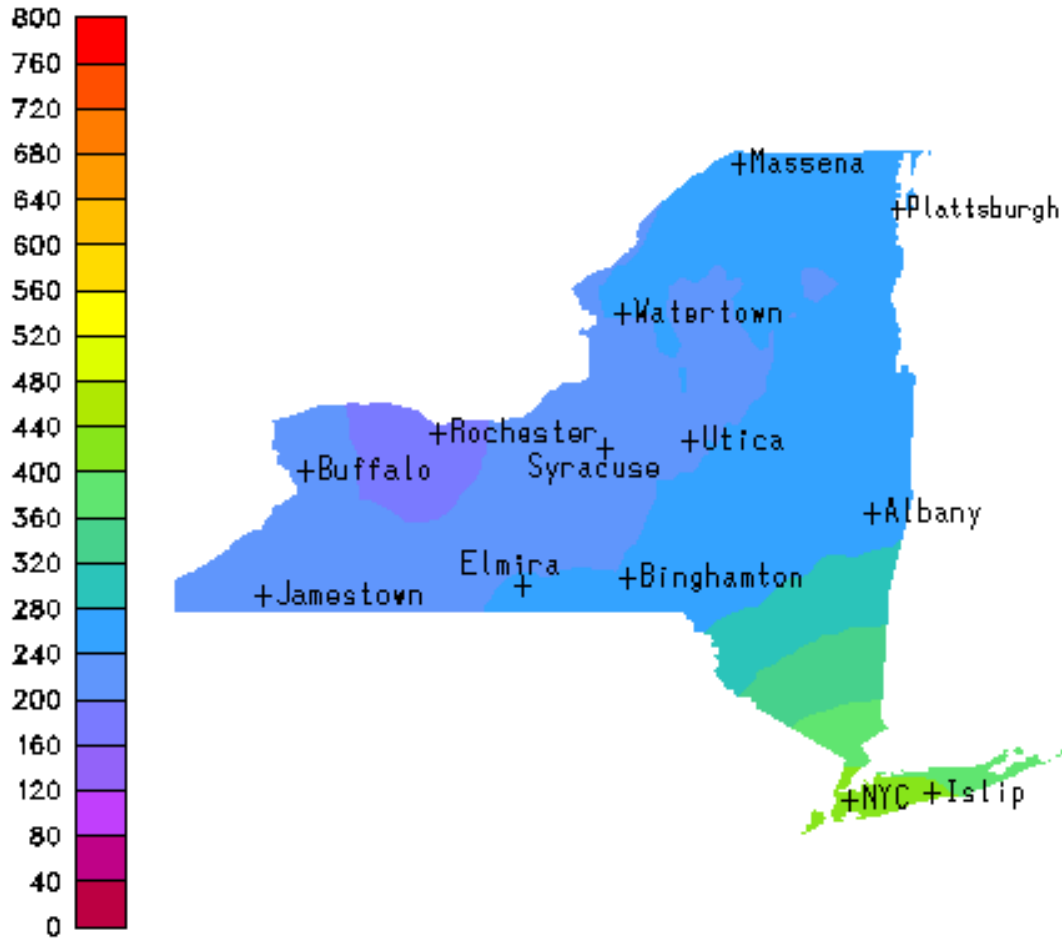 800
760
720
680
640
600
560
520
480
440
400
360
320
280
240
200
160
120
80
40
0
Massena
Plattsburgh
Watertown
Rochester
Utica
Syracuse
Buffalo
Albany
Elmira
Binghamton
Jamestown
NYC
Islip